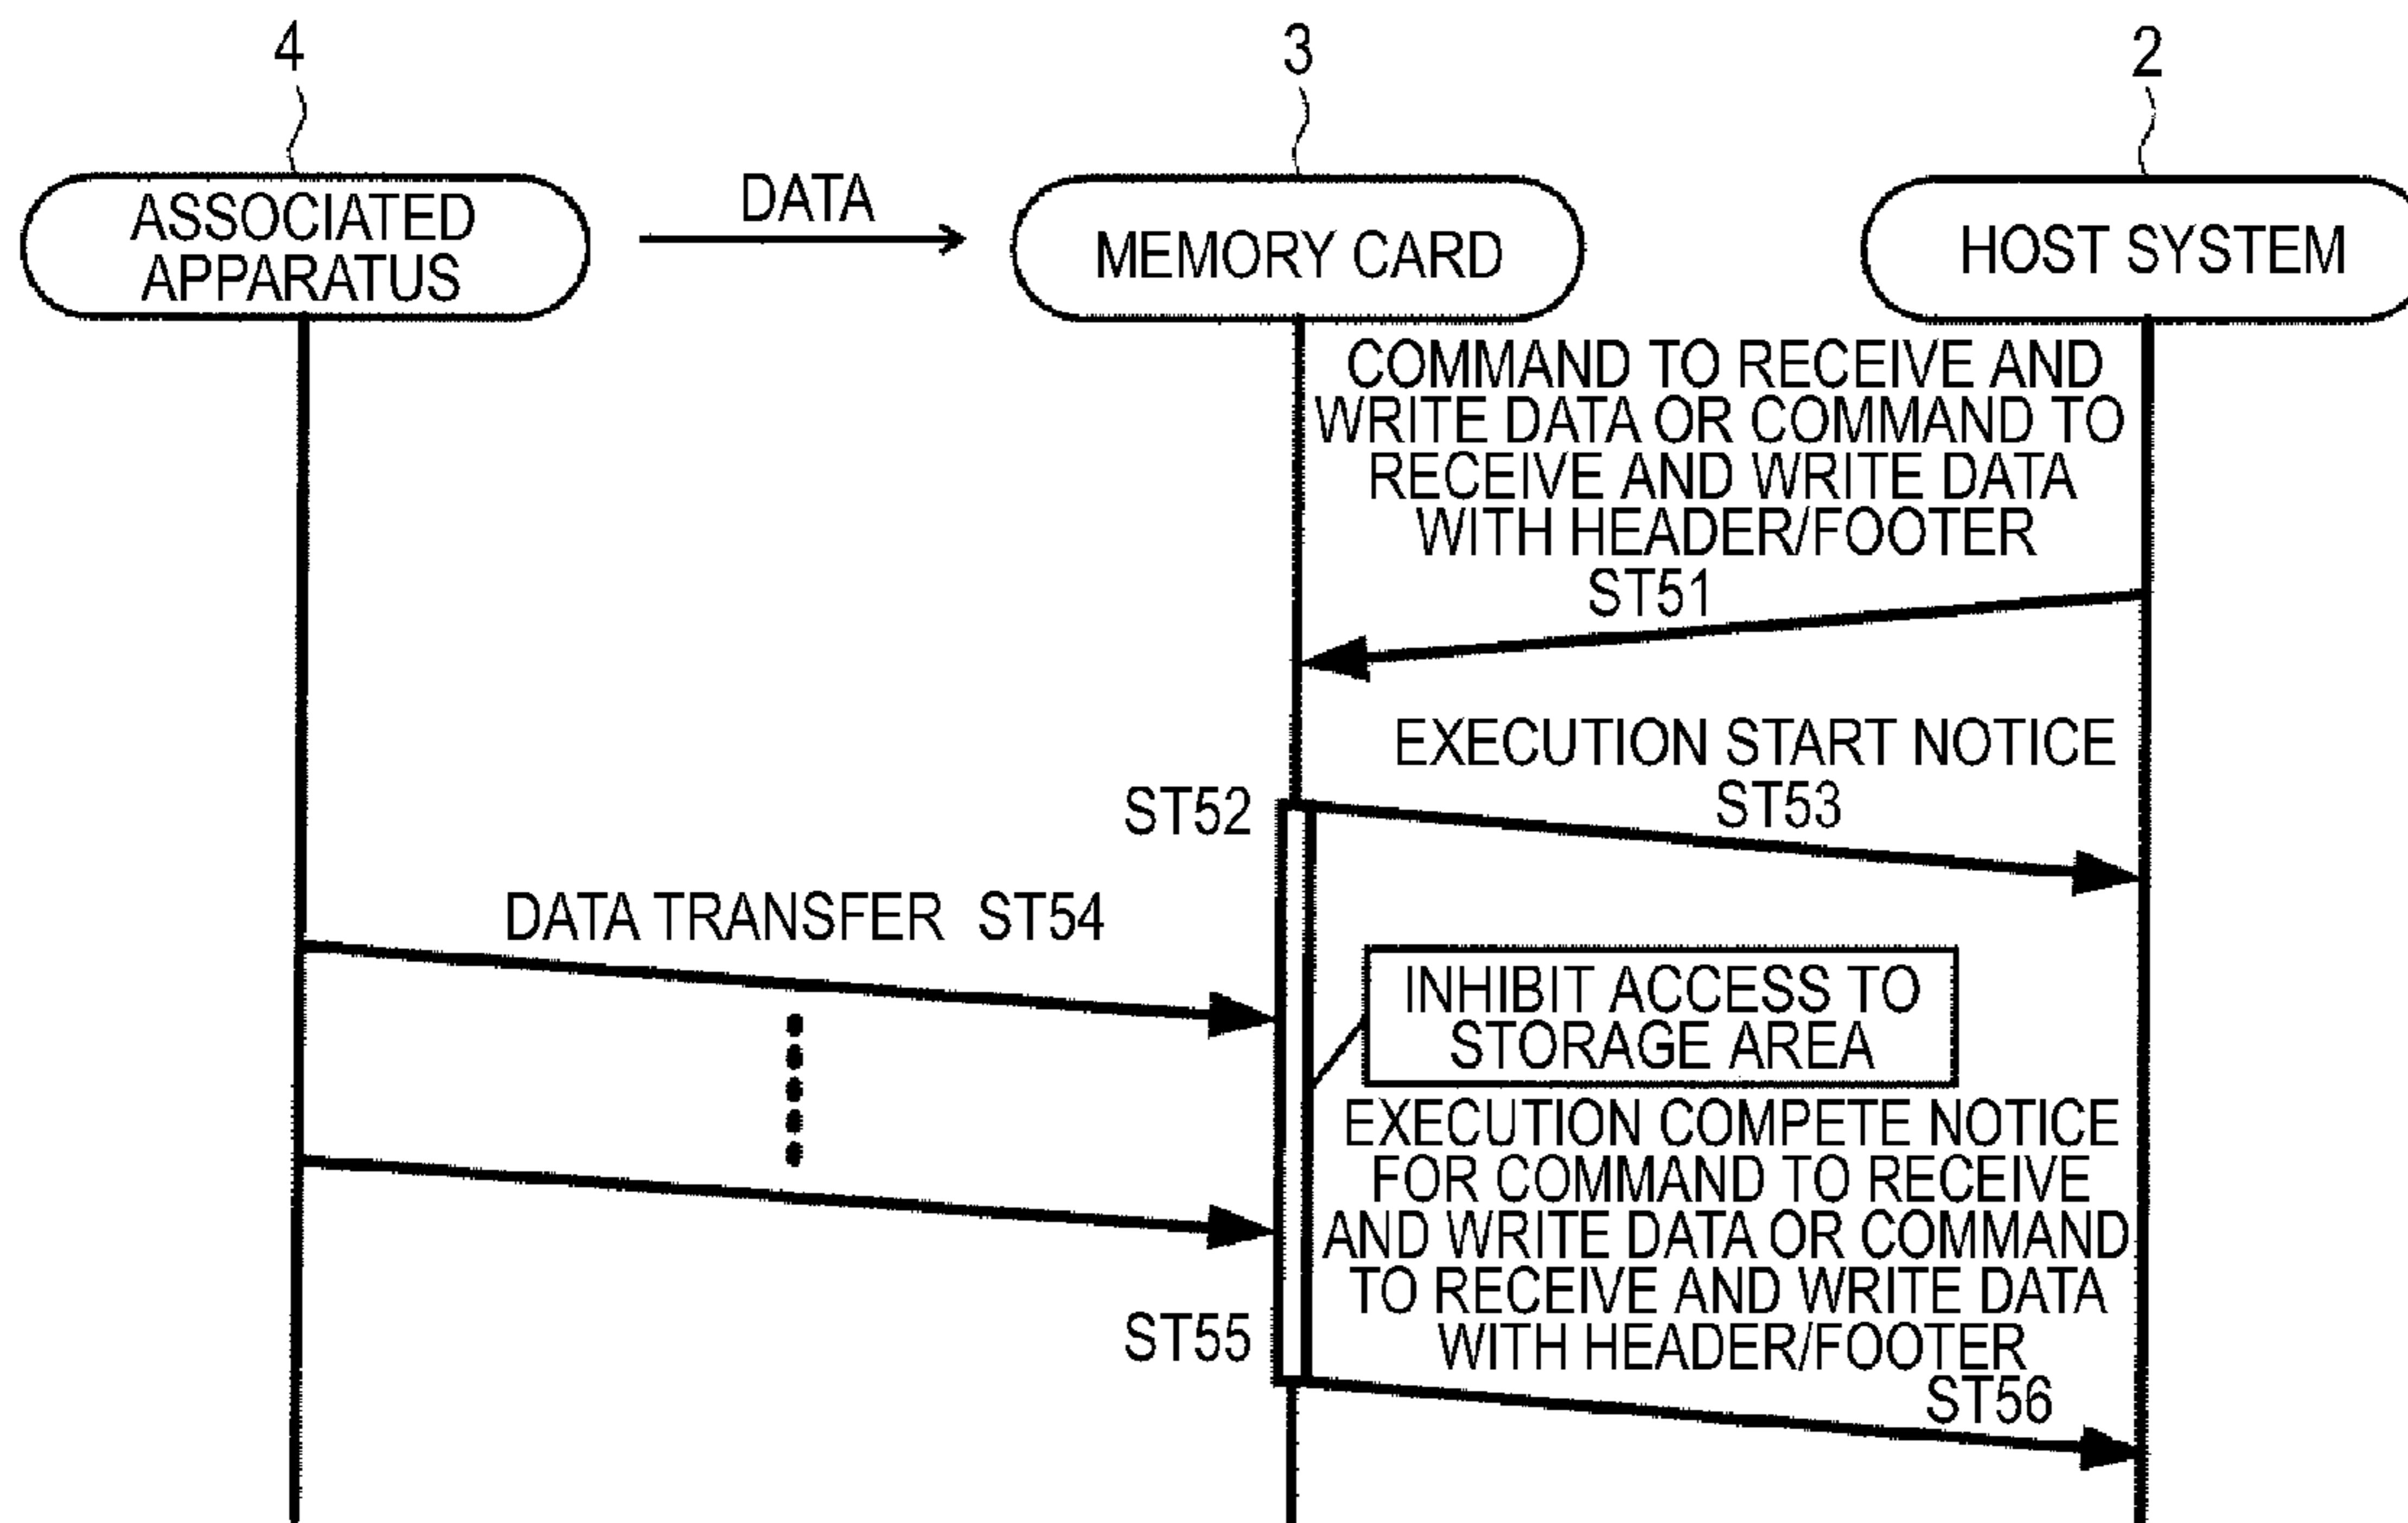 4
3
2
ASSOCIATED
APPARATUS
DATA
MEMORY CARD
HOST SYSTEM
COMMAND TO RECEIVE AND
WRITE DATA OR COMMAND TO
RECEIVE AND WRITE DATA
WITH HEADER/FOOTER
ST51
EXECUTION START NOTICE
ST53
ST52
DATA TRANSFER ST54
INHIBIT ACCESS TO
STORAGE AREA
EXECUTION COMPETE NOTICE
FOR COMMAND TO RECEIVE
AND WRITE DATA OR COMMAND
TO RECEIVE AND WRITE DATA
WITH HEADER/FOOTER
ST55
ST56